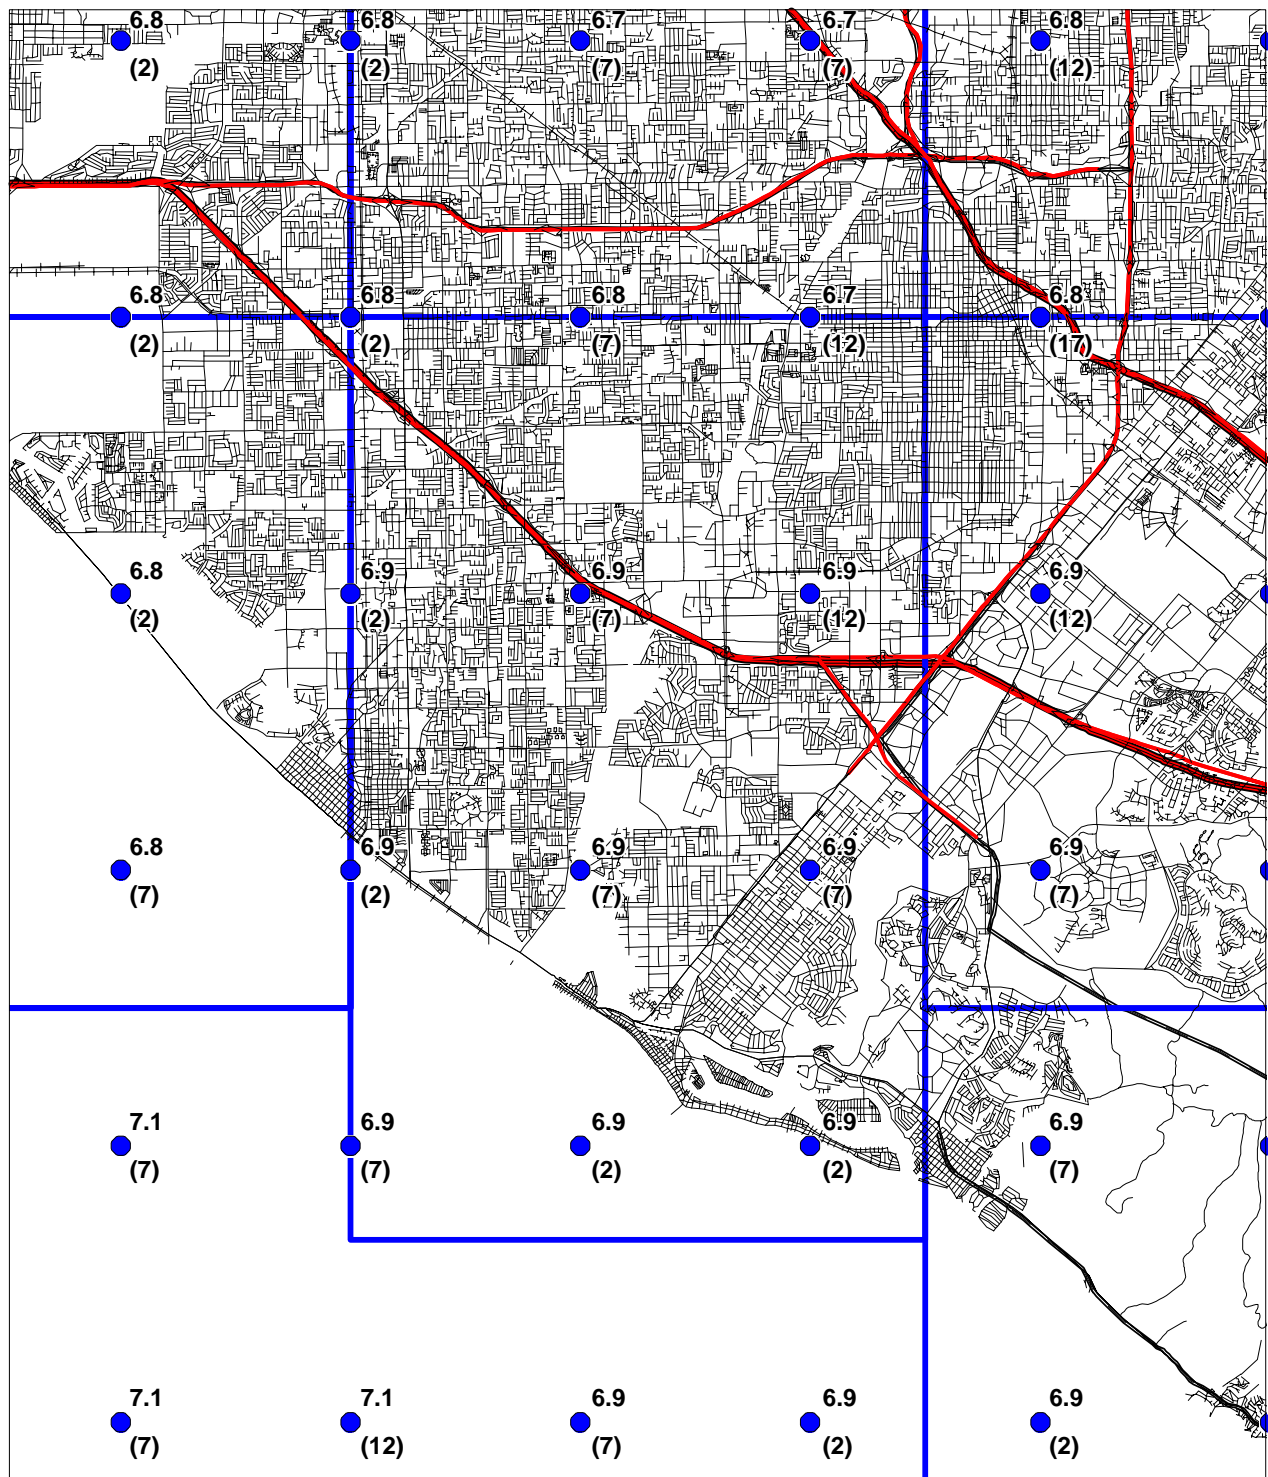 6.8 6.8 6.7 6.7 6.8
(2) (2) (7) (7) (12)
6.8 6.8 6.8 6.7 6.8
(2) (2) (7) (12) (17)
6.8 6.9 6.9 6.9 6.9
(2) (2) (7) (12) (12)
6.8 6.9 6.9 6.9 6.9
(7) (2) (7) (7) (7)
7.1 6.9 6.9 6.9 6.9
(7) (7) (2) (2) (7)
7.1 7.1 6.9 6.9 6.9
(7) (12) (7) (2) (2)